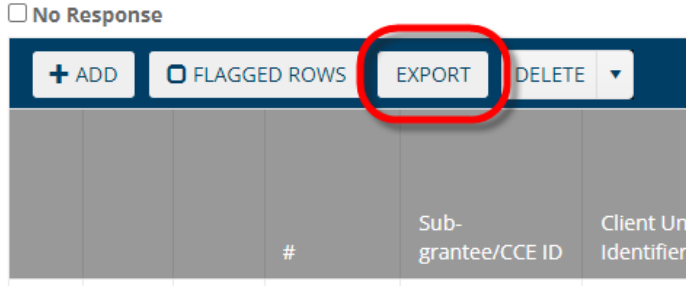 No Response
+ ADD
FLAGGED ROWS
EXPORT
DELETE
#
Sub-
grantee/CCE ID
Client Un
Identifier